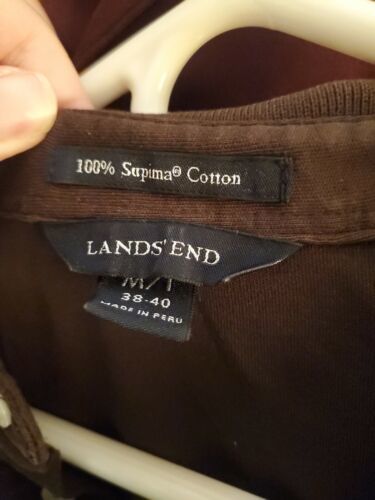 100% Supima® Cotton
LANDS' END
38-40
MADE IN PERU